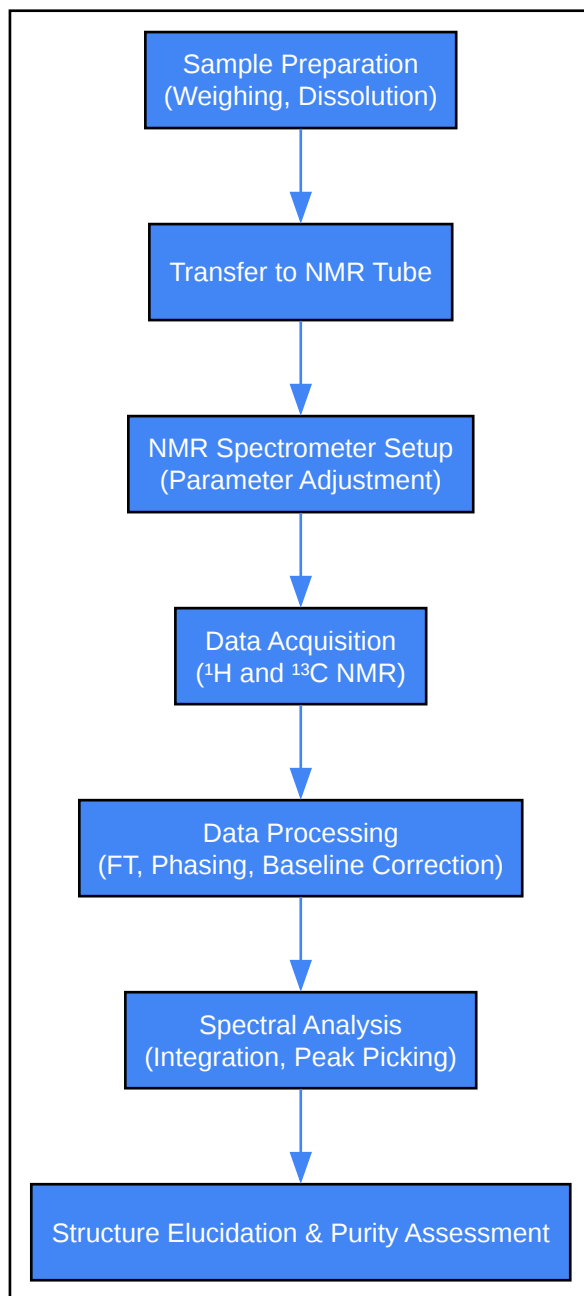 Sample Preparation
(Weighing, Dissolution)
Transfer to NMR Tube
NMR Spectrometer Setup
(Parameter Adjustment)
Data Acquisition
(¹H and ¹³C NMR)
Data Processing
(FT, Phasing, Baseline Correction)
Spectral Analysis
(Integration, Peak Picking)
Structure Elucidation & Purity Assessment